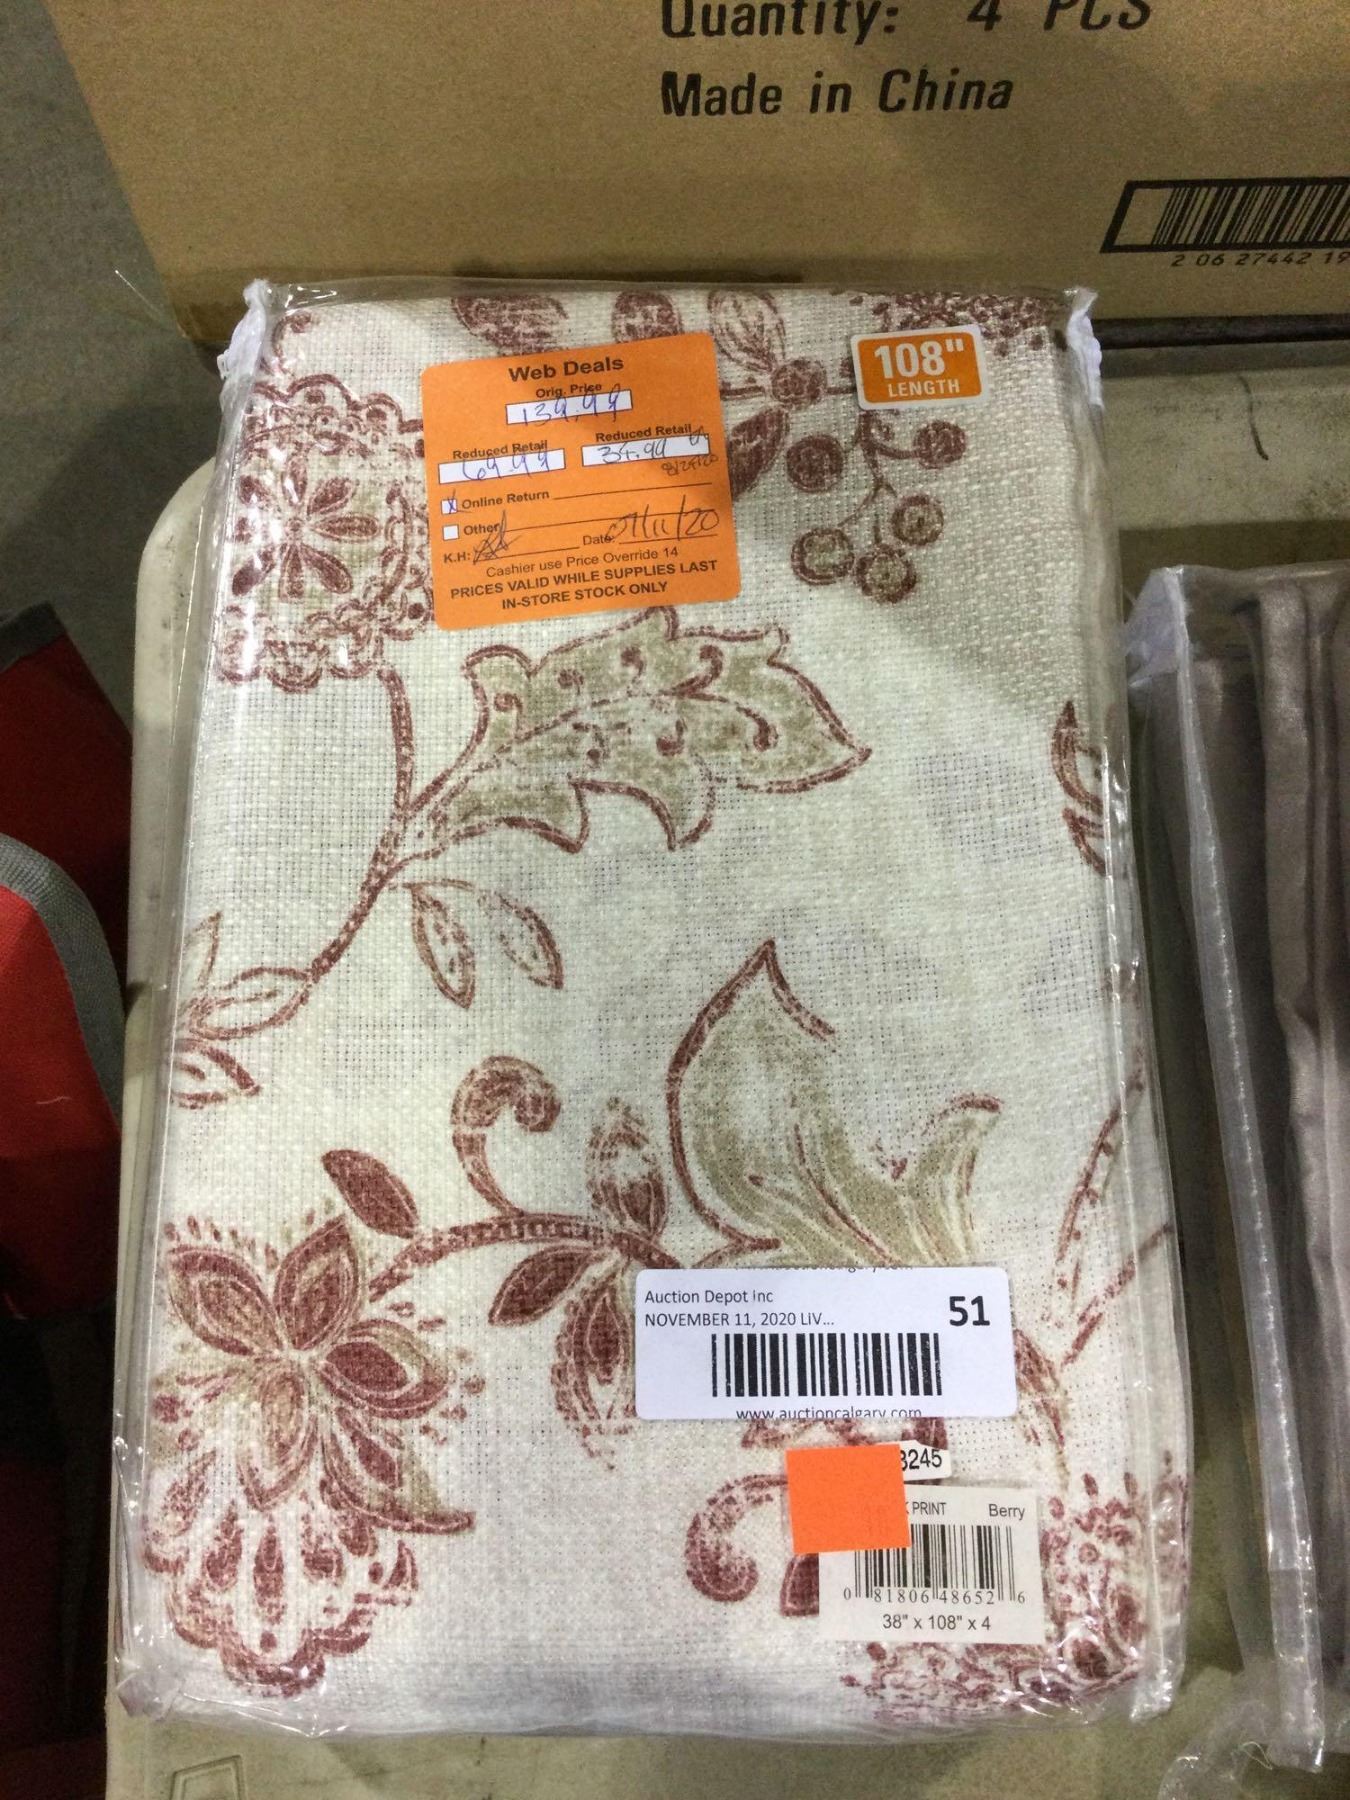 Quantity: 4 PCS
Made in China
2 06 27442 19
108"
LENGTH
Web Deals
Orig. Price
139.99
Reduced Retail
Reduced Retail
69.99
34.99
8/24/20
X Online Return
Other
K.H:
Date: 07/11/20
Cashier use Price Override 14
PRICES VALID WHILE SUPPLIES LAST
IN-STORE STOCK ONLY
Auction Depot Inc
51
NOVEMBER 11, 2020 LIV...
www.auctioncalgary.com
3245
PRINT Berry
0 81806 48652 6
38" x 108" x 4